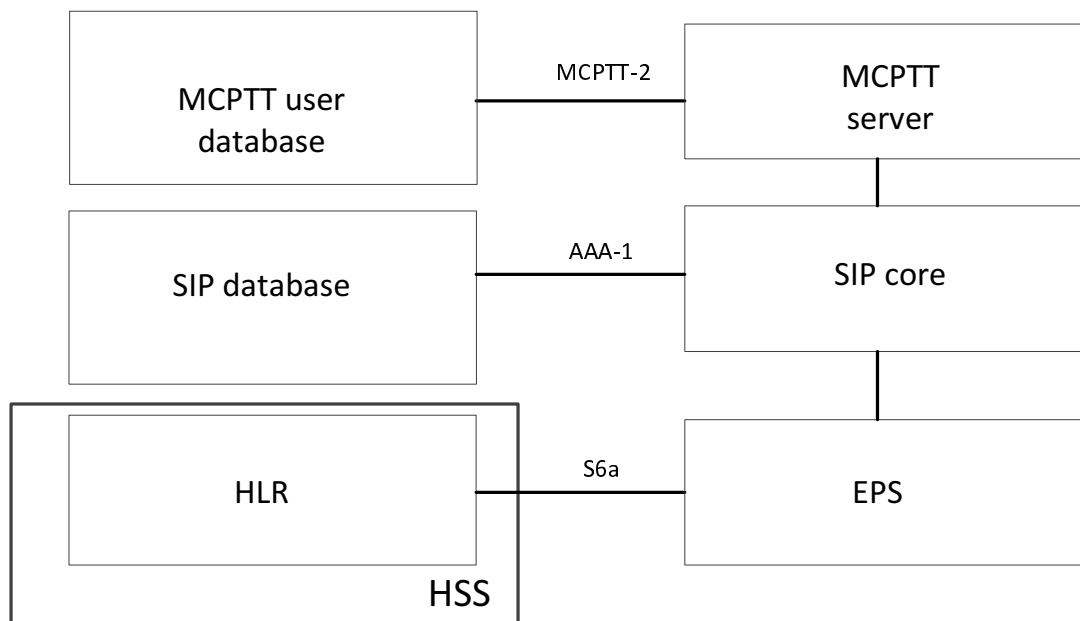 MCPTT user
database
MCPTT-2
MCPTT
server
SIP database
AAA-1
SIP core
HLR
S6a
EPS
HSS